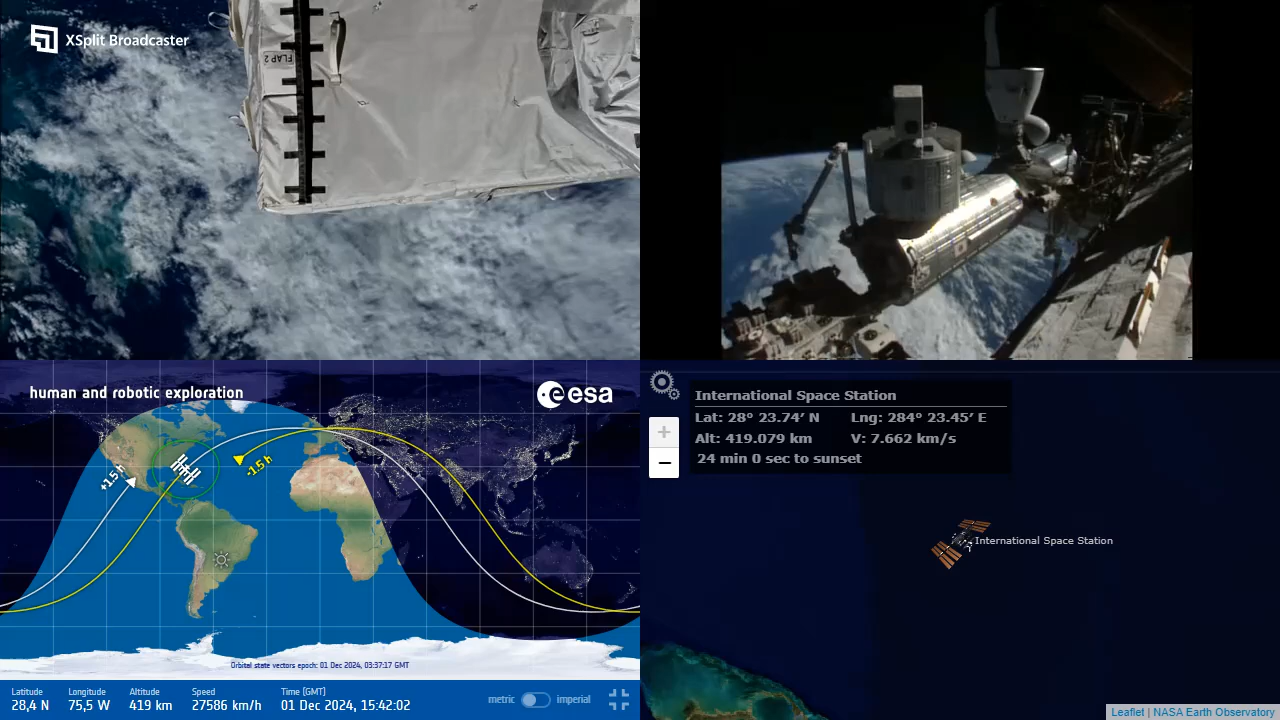 XSplit Broadcaster
FLAP 2
human and robotic exploration
esa
+1.5 h
-1.5 h
Orbital state vectors epoch: 01 Dec 2024, 03:37:17 GMT
Latitude Longitude Altitude Speed Time (GMT)
28,4 N 75,5 W 419 km 27586 km/h 01 Dec 2024, 15:42:02
metric imperial
International Space Station
Lat: 28° 23.74′ N Lng: 284° 23.45′ E
Alt: 419.079 km V: 7.662 km/s
24 min 0 sec to sunset
+
−
International Space Station
Leaflet | NASA Earth Observatory